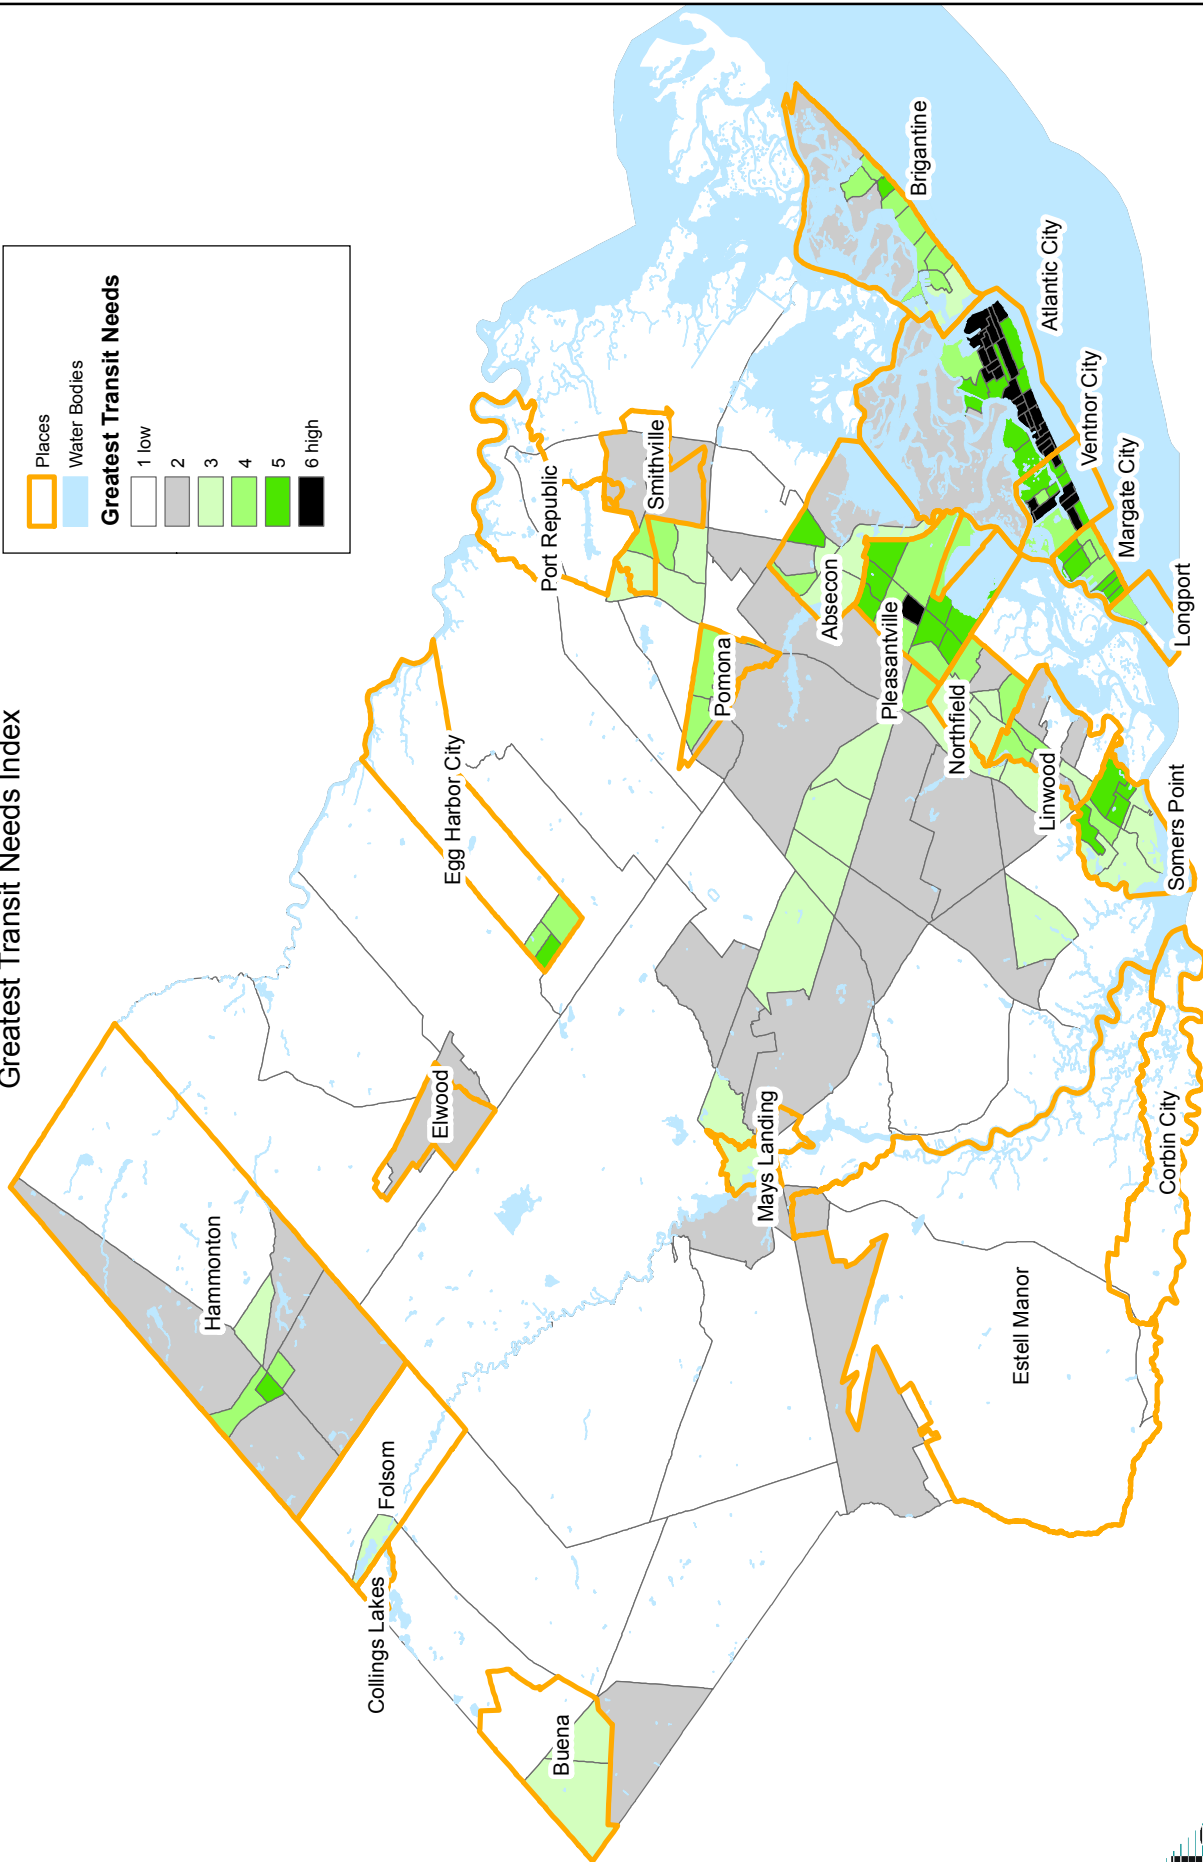 Greatest Transit Needs Index
Places
Water Bodies
Greatest Transit Needs
1 low
2
3
4
5
6 high
Hammonton
Folsom
Collings Lakes
Buena
Elwood
Egg Harbor City
Port Republic
Smithville
Pomona
Absecon
Pleasantville
Northfield
Linwood
Somers Point
Mays Landing
Estell Manor
Corbin City
Brigantine
Atlantic City
Ventnor City
Margate City
Longport